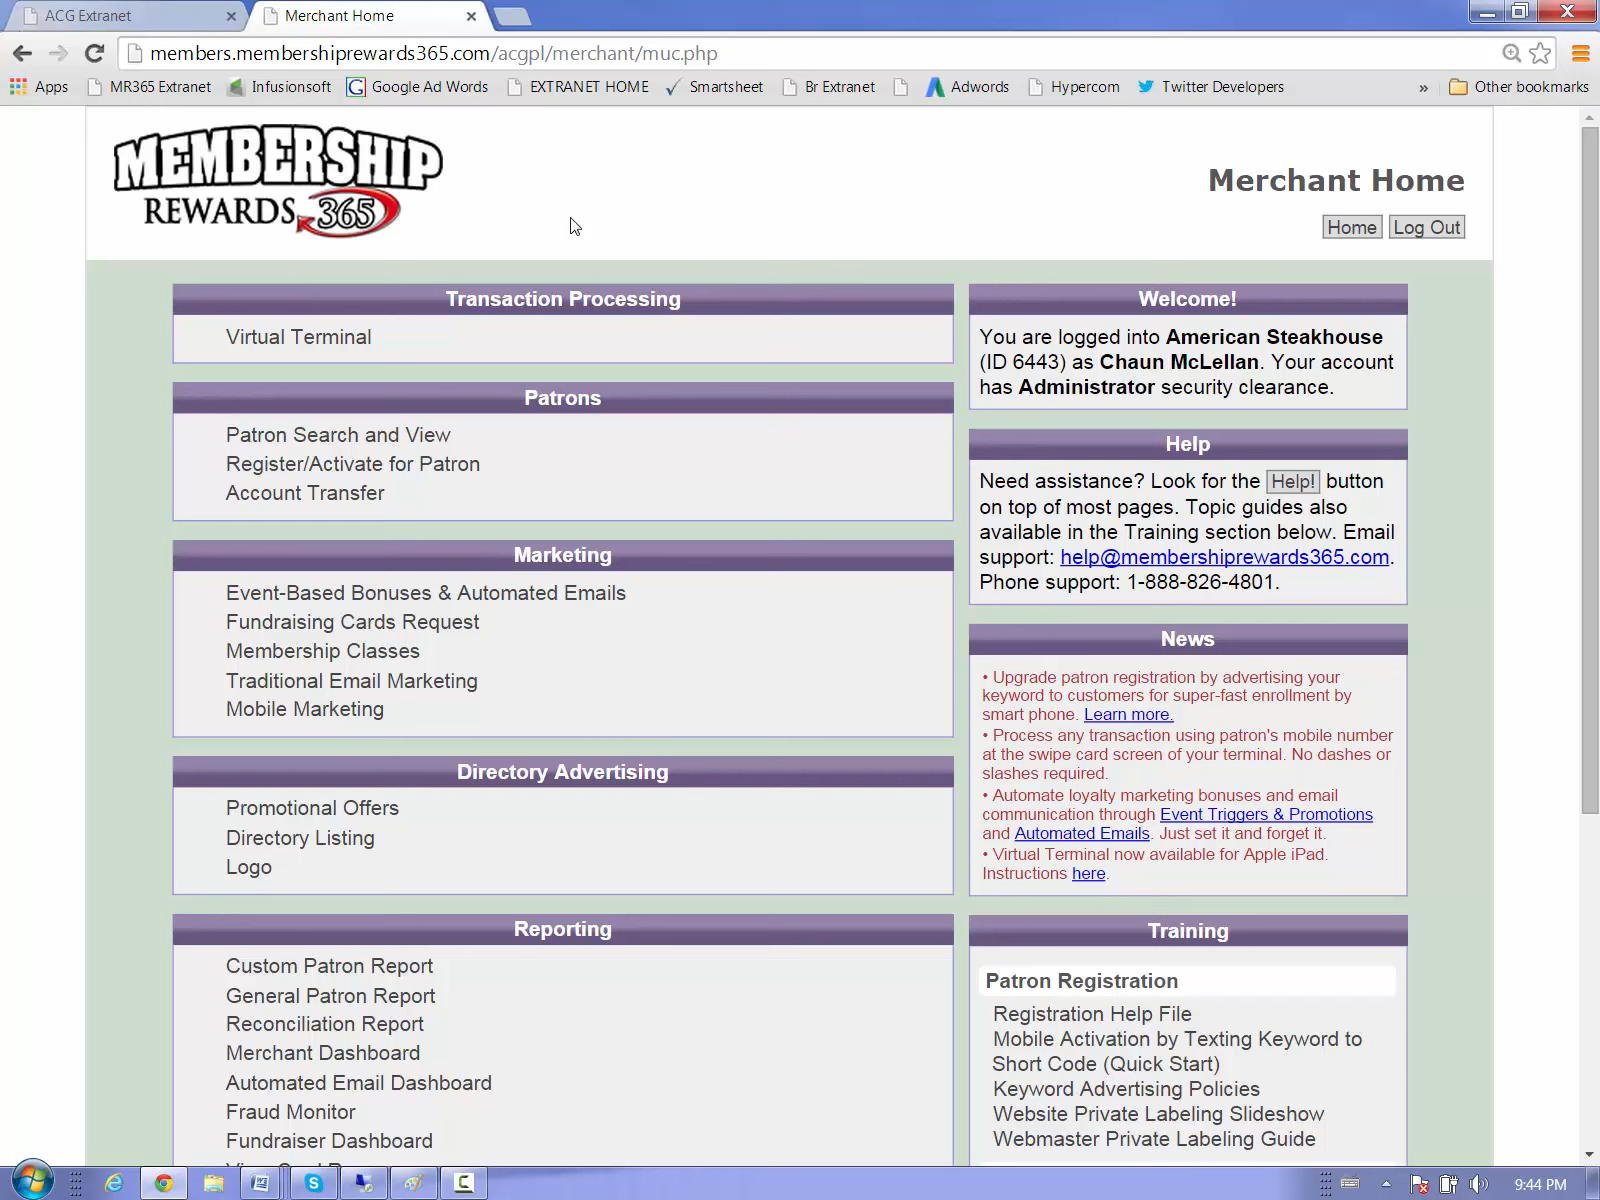 ACG Extranet
Merchant Home
members.membershiprewards365.com/acgpl/merchant/muc.php
Apps MR365 Extranet Infusionsoft Google Ad Words EXTRANET HOME Smartsheet Br Extranet Adwords Hypercom Twitter Developers » Other bookmarks
MEMBERSHIP
REWARDS 365
Merchant Home
Home Log Out
Transaction Processing
Virtual Terminal
Patrons
Patron Search and View
Register/Activate for Patron
Account Transfer
Marketing
Event-Based Bonuses & Automated Emails
Fundraising Cards Request
Membership Classes
Traditional Email Marketing
Mobile Marketing
Directory Advertising
Promotional Offers
Directory Listing
Logo
Reporting
Custom Patron Report
General Patron Report
Reconciliation Report
Merchant Dashboard
Automated Email Dashboard
Fraud Monitor
Fundraiser Dashboard
Welcome!
You are logged into American Steakhouse
(ID 6443) as Chaun McLellan. Your account
has Administrator security clearance.
Help
Need assistance? Look for the Help! button
on top of most pages. Topic guides also
available in the Training section below. Email
support: help@membershiprewards365.com.
Phone support: 1-888-826-4801.
News
• Upgrade patron registration by advertising your
keyword to customers for super-fast enrollment by
smart phone. Learn more.
• Process any transaction using patron's mobile number
at the swipe card screen of your terminal. No dashes or
slashes required.
• Automate loyalty marketing bonuses and email
communication through Event Triggers & Promotions
and Automated Emails. Just set it and forget it.
• Virtual Terminal now available for Apple iPad.
Instructions here.
Training
Patron Registration
Registration Help File
Mobile Activation by Texting Keyword to
Short Code (Quick Start)
Keyword Advertising Policies
Website Private Labeling Slideshow
Webmaster Private Labeling Guide
9:44 PM